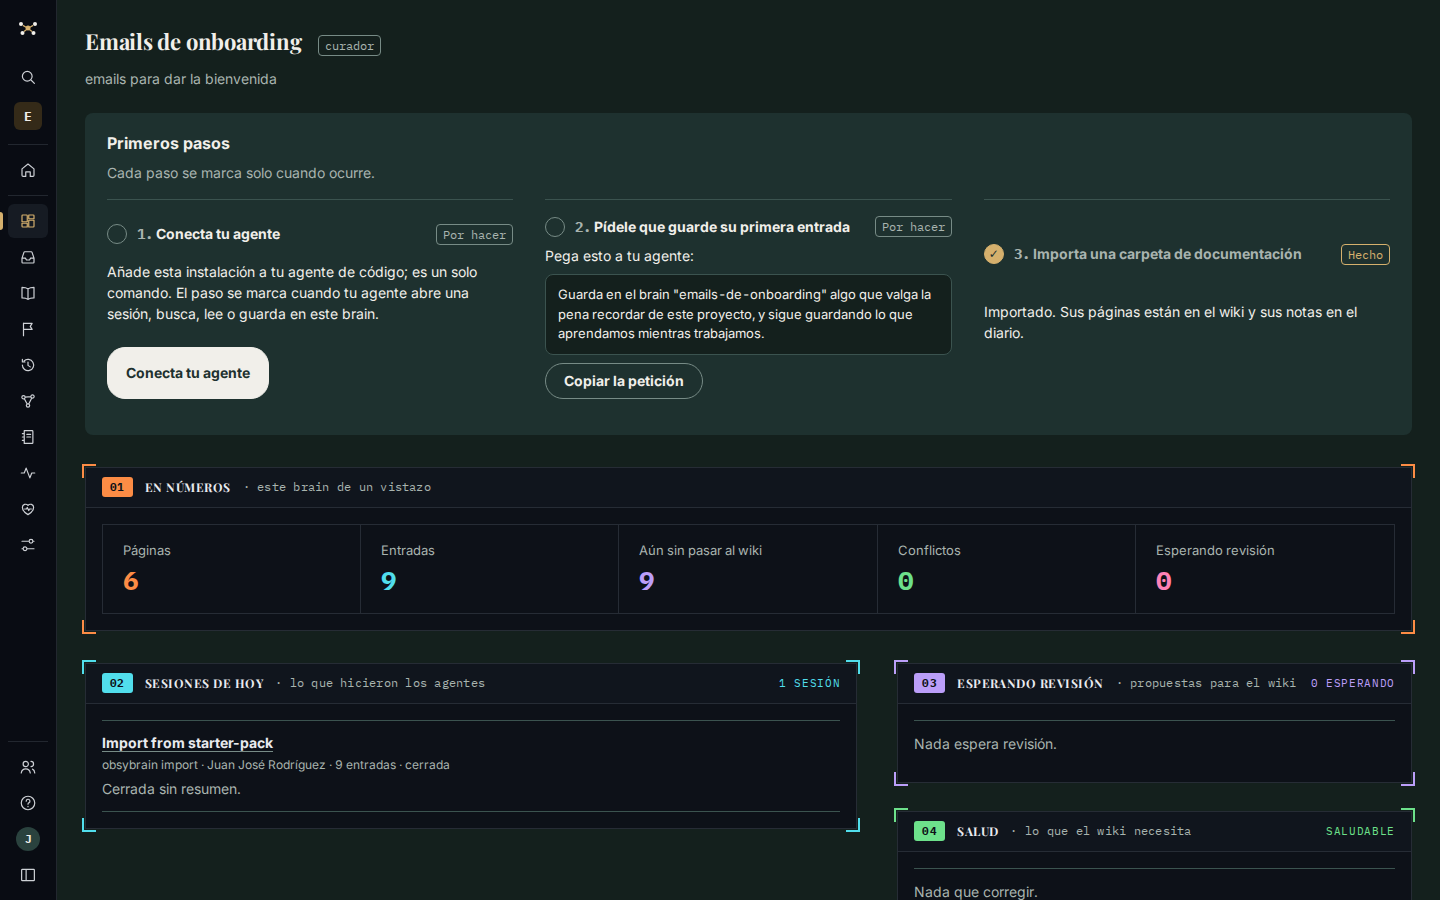 Emails de onboarding curador
emails para dar la bienvenida
E
Primeros pasos
Cada paso se marca solo cuando ocurre.
1. Conecta tu agente Por hacer
Añade esta instalación a tu agente de código; es un solo
comando. El paso se marca cuando tu agente abre una
sesión, busca, lee o guarda en este brain.
Conecta tu agente
2. Pídele que guarde su primera entrada Por hacer
Pega esto a tu agente:
Guarda en el brain "emails-de-onboarding" algo que valga la
pena recordar de este proyecto, y sigue guardando lo que
aprendamos mientras trabajamos.
Copiar la petición
3. Importa una carpeta de documentación Hecho
Importado. Sus páginas están en el wiki y sus notas en el
diario.
01 EN NÚMEROS · este brain de un vistazo
Páginas
6
Entradas
9
Aún sin pasar al wiki
9
Conflictos
0
Esperando revisión
0
02 SESIONES DE HOY · lo que hicieron los agentes 1 SESIÓN
Import from starter-pack
obsybrain import · Juan José Rodríguez · 9 entradas · cerrada
Cerrada sin resumen.
03 ESPERANDO REVISIÓN · propuestas para el wiki 0 ESPERANDO
Nada espera revisión.
04 SALUD · lo que el wiki necesita SALUDABLE
Nada que corregir.
J